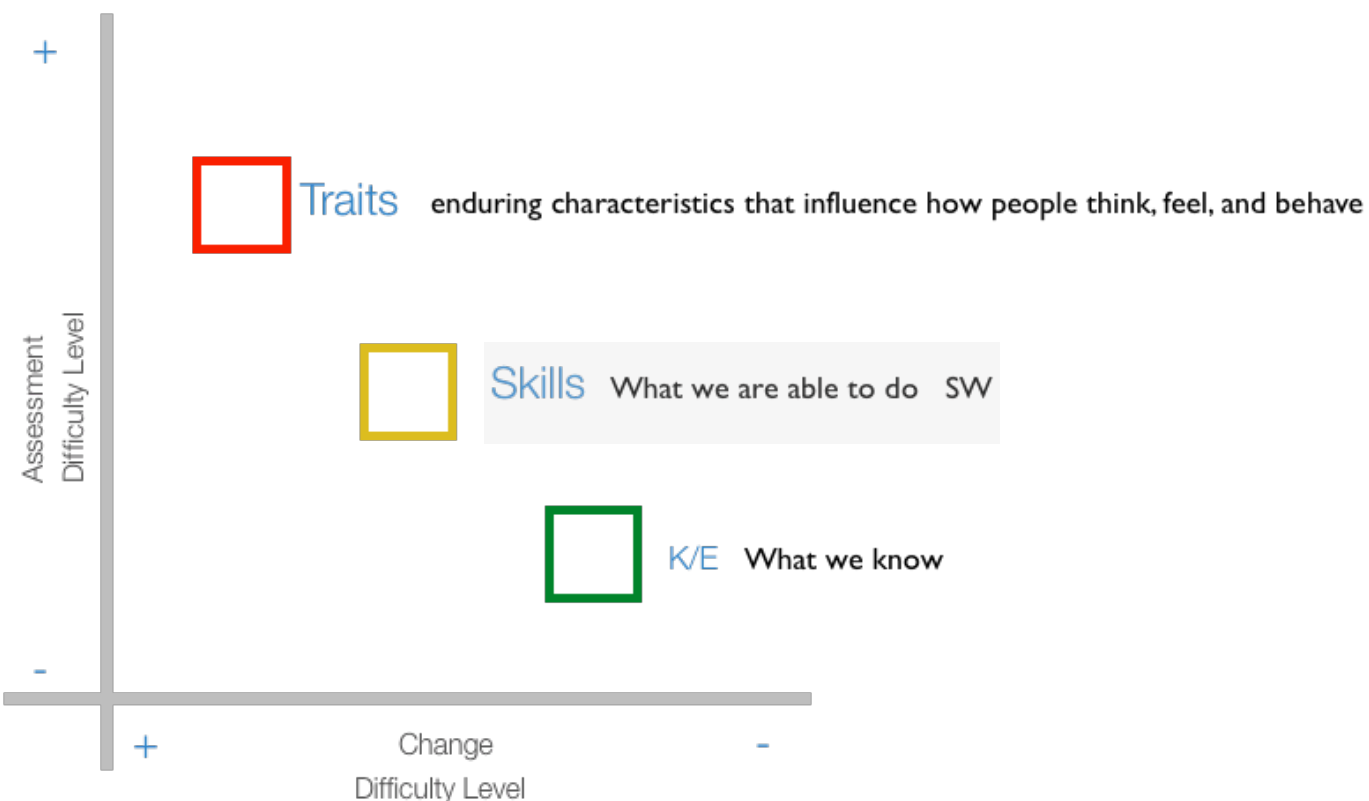 +
Traits enduring characteristics that influence how people think, feel, and behave
Assessment
Difficulty Level
Skills What we are able to do SW
K/E What we know
-
+ Change -
Difficulty Level